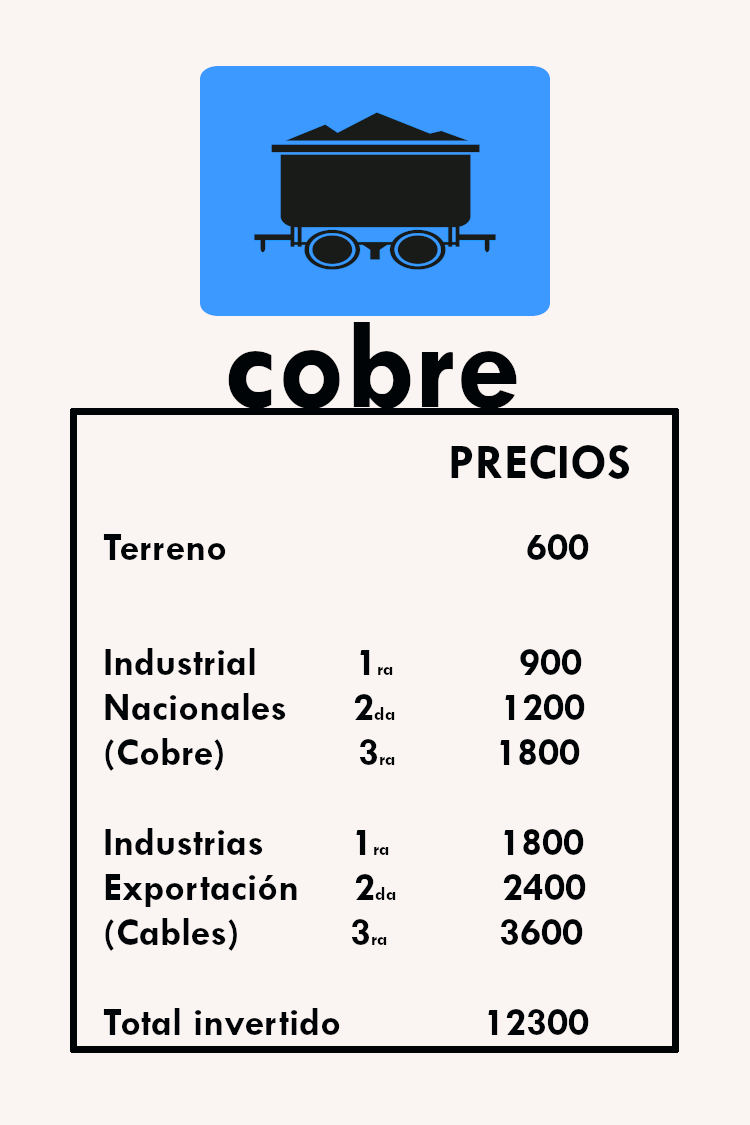 cobre
PRECIOS
Terreno 600
Industrial 1ra 900
Nacionales 2da 1200
(Cobre) 3ra 1800
Industrias 1ra 1800
Exportación 2da 2400
(Cables) 3ra 3600
Total invertido 12300